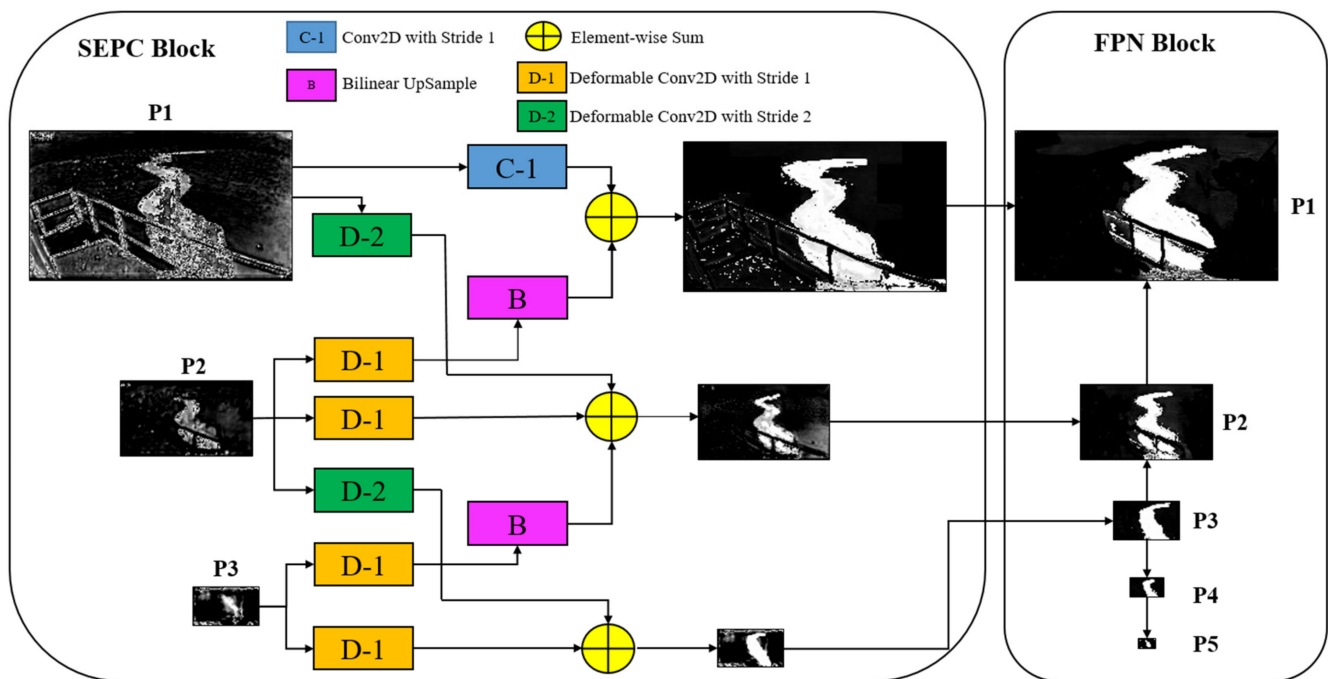 SEPC Block
C-1 Conv2D with Stride 1
Element-wise Sum
B Bilinear UpSample
D-1 Deformable Conv2D with Stride 1
D-2 Deformable Conv2D with Stride 2
P1
C-1
D-2
B
P2
D-1
D-1
D-2
B
P3
D-1
D-1
FPN Block
P1
P2
P3
P4
P5